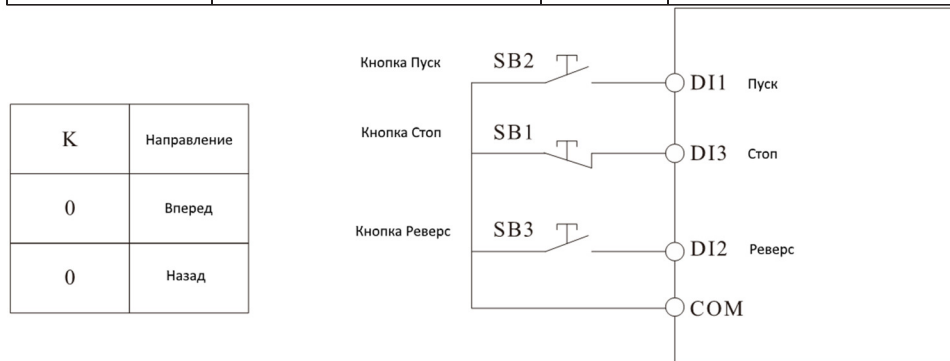 K Направление
0 Вперед
0 Назад
Кнопка Пуск SB2 DI1 Пуск
Кнопка Стоп SB1 DI3 Стоп
Кнопка Реверс SB3 DI2 Реверс
COM